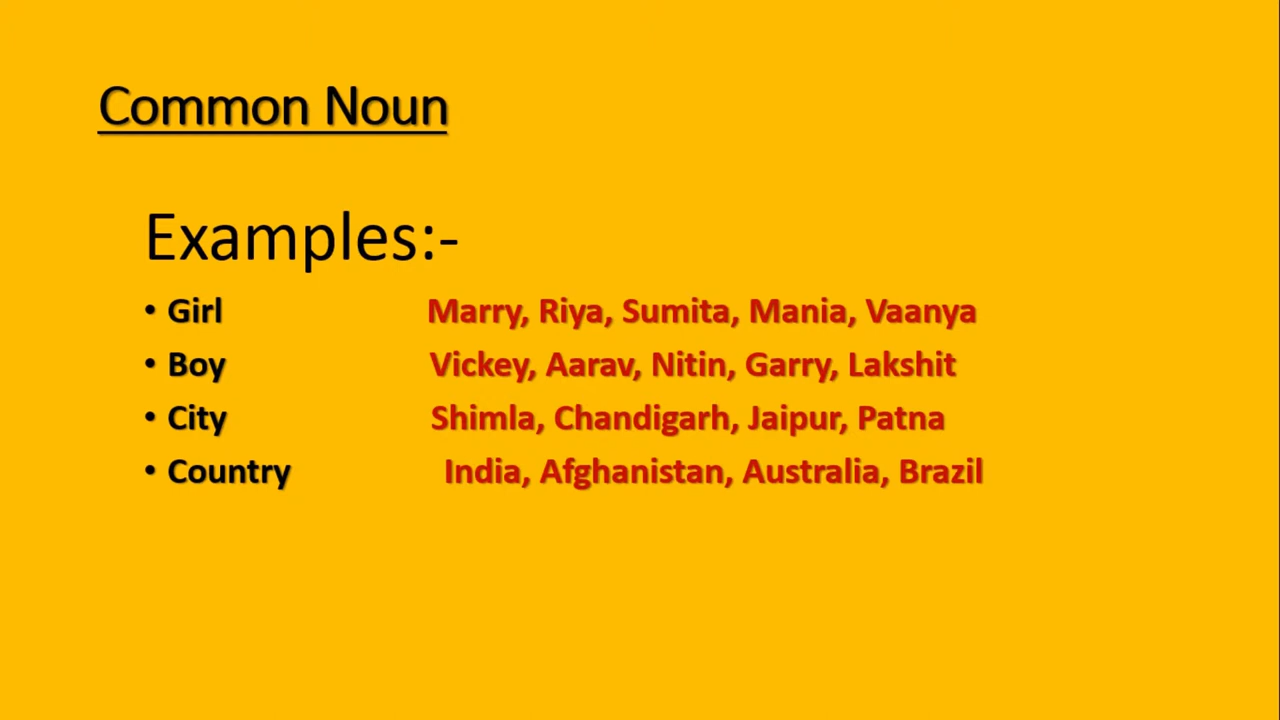 Common Noun
Examples:-
• Girl Marry, Riya, Sumita, Mania, Vaanya
• Boy Vickey, Aarav, Nitin, Garry, Lakshit
• City Shimla, Chandigarh, Jaipur, Patna
• Country India, Afghanistan, Australia, Brazil